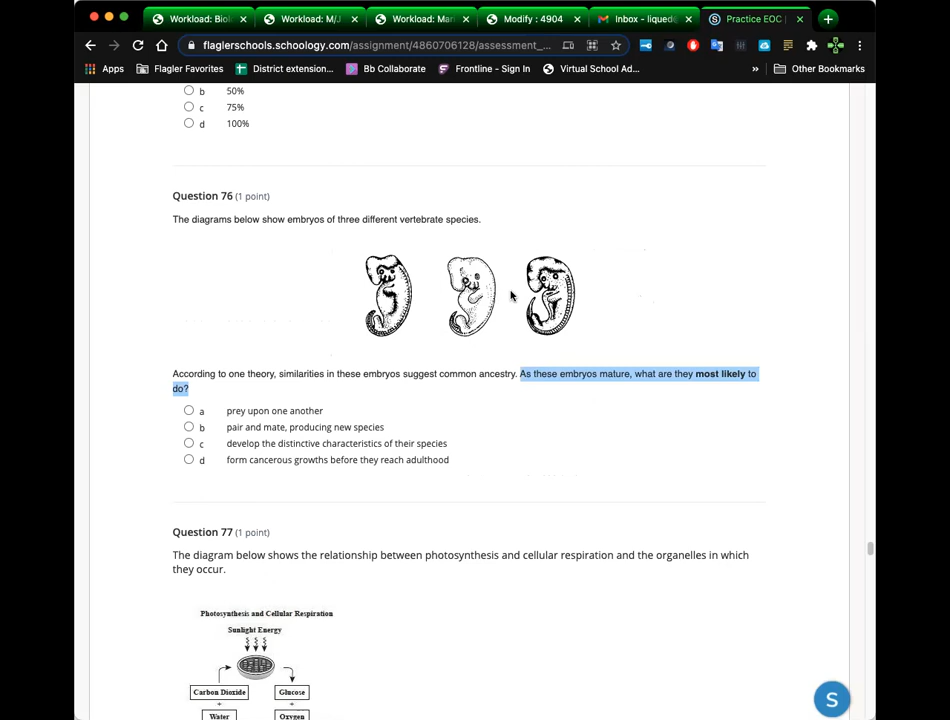 Workload: Biol
Workload: M/J
Workload: Mar
Modify : 4904
Inbox - liqued
Practice EOC |
flaglerschools.schoology.com/assignment/4860706128/assessment_...
Apps
Flagler Favorites
District extension...
Bb Collaborate
Frontline - Sign In
Virtual School Ad...
»
Other Bookmarks
b 50%
c 75%
d 100%
Question 76 (1 point)
The diagrams below show embryos of three different vertebrate species.
According to one theory, similarities in these embryos suggest common ancestry. As these embryos mature, what are they most likely to
do?
a prey upon one another
b pair and mate, producing new species
c develop the distinctive characteristics of their species
d form cancerous growths before they reach adulthood
Question 77 (1 point)
The diagram below shows the relationship between photosynthesis and cellular respiration and the organelles in which
they occur.
Photosynthesis and Cellular Respiration
Sunlight Energy
Carbon Dioxide
Glucose
+
+
Water
Oxygen
S